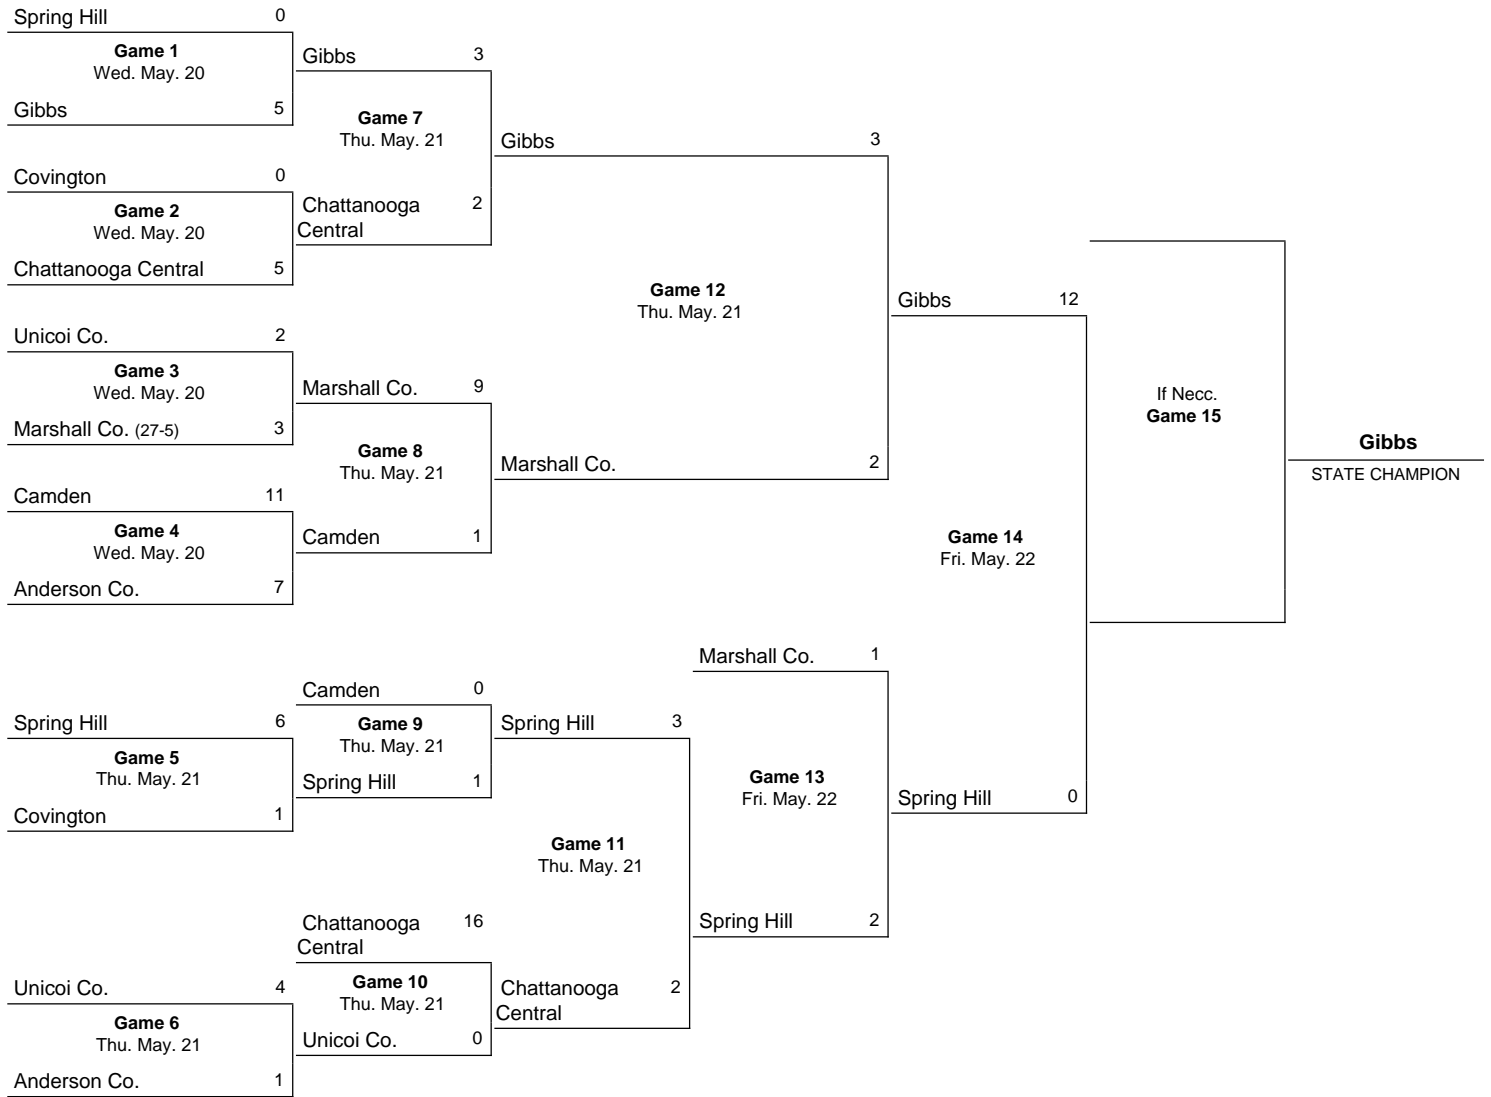 Spring Hill 0
Game 1
Wed. May. 20
Gibbs 5
Covington 0
Game 2
Wed. May. 20
Chattanooga Central 5
Unicoi Co. 2
Game 3
Wed. May. 20
Marshall Co. (27-5) 3
Camden 11
Game 4
Wed. May. 20
Anderson Co. 7
Spring Hill 6
Game 5
Thu. May. 21
Covington 1
Unicoi Co. 4
Game 6
Thu. May. 21
Anderson Co. 1
Gibbs 3
Game 7
Thu. May. 21
Chattanooga 2
Central
Marshall Co. 9
Game 8
Thu. May. 21
Camden 1
Camden 0
Game 9
Thu. May. 21
Spring Hill 1
Chattanooga 16
Central
Game 10
Thu. May. 21
Unicoi Co. 0
Gibbs 3
Game 12
Thu. May. 21
Marshall Co. 2
Spring Hill 3
Game 11
Thu. May. 21
Chattanooga 2
Central
Marshall Co. 1
Game 13
Fri. May. 22
Spring Hill 2
Gibbs 12
Game 14
Fri. May. 22
Spring Hill 0
If Necc.
Game 15
Gibbs
STATE CHAMPION